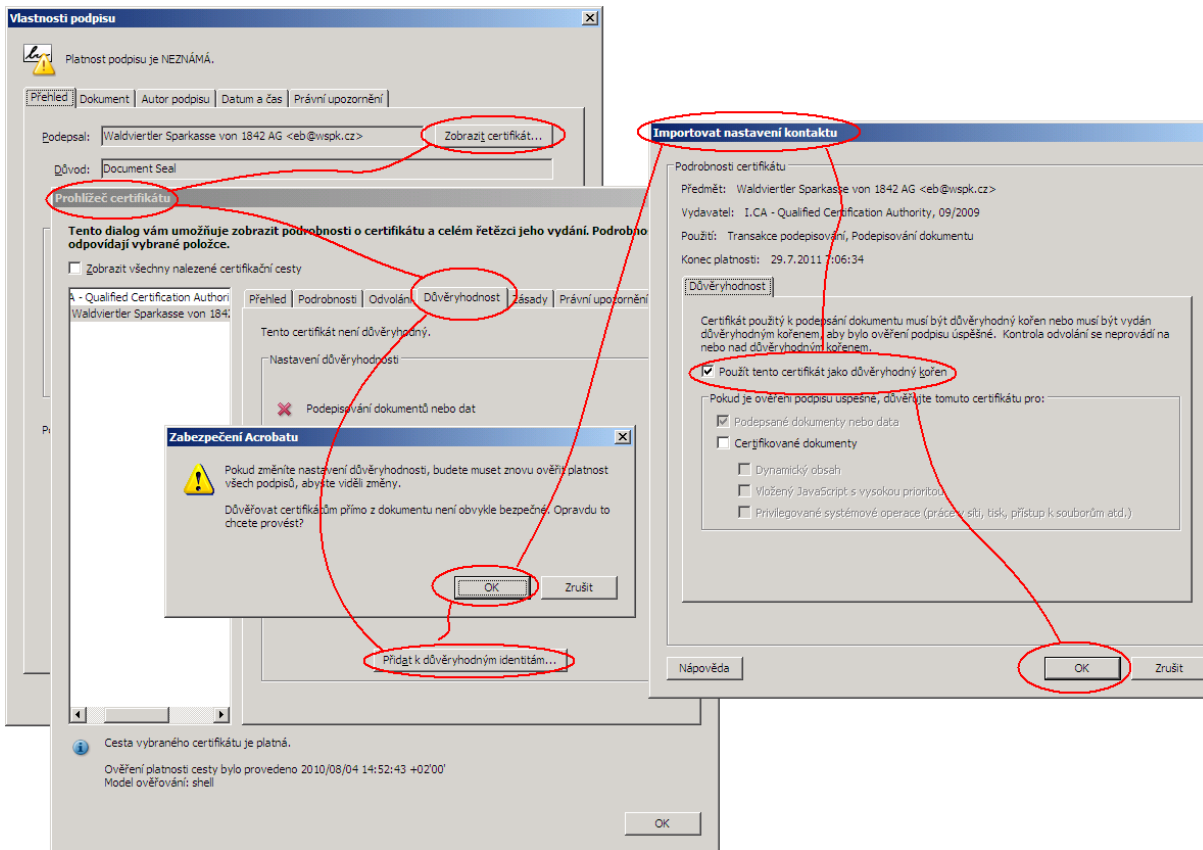 Vlastnosti podpisu
Platnost podpisu je NEZNÁMÁ.
Přehled Dokument Autor podpisu Datum a čas Právní upozornění
Podepsal: Waldviertler Sparkasse von 1842 AG <eb@wspk.cz> Zobrazit certifikát...
Důvod: Document Seal
Prohlížeč certifikátu
Tento dialog vám umožňuje zobrazit podrobnosti o certifikátu a celém řetězci jeho vydání. Podrobno
odpovídají vybrané položce.
Zobrazit všechny nalezené certifikační cesty
A - Qualified Certification Authori
Waldviertler Sparkasse von 184
Přehled Podrobnosti Odvolání Důvěryhodnost Zásady Právní upozornění
Tento certifikát není důvěryhodný.
Nastavení důvěryhodnosti
Podepisování dokumentů nebo dat
Zabezpečení Acrobatu
Pokud změníte nastavení důvěryhodnosti, budete muset znovu ověřit platnost
všech podpisů, abyste viděli změny.
Důvěřovat certifikátům přímo z dokumentu není obvykle bezpečné. Opravdu to
chcete provést?
OK Zrušit
Přidat k důvěryhodným identitám...
Cesta vybraného certifikátu je platná.
Ověření platnosti cesty bylo provedeno 2010/08/04 14:52:43 +02'00'
Model ověřování: shell
OK
Importovat nastavení kontaktu
Podrobnosti certifikátu
Předmět: Waldviertler Sparkasse von 1842 AG <eb@wspk.cz>
Vydavatel: I.CA - Qualified Certification Authority, 09/2009
Použití: Transakce podepisování, Podepisování dokumentu
Konec platnosti: 29.7.2011 7:06:34
Důvěryhodnost
Certifikát použitý k podepsání dokumentu musí být důvěryhodný kořen nebo musí být vydán
důvěryhodným kořenem, aby bylo ověření podpisu úspěšné. Kontrola odvolání se neprovádí na
nebo nad důvěryhodným kořenem.
Použít tento certifikát jako důvěryhodný kořen
Pokud je ověření podpisu úspěšné, důvěřujte tomuto certifikátu pro:
Podepsané dokumenty nebo data
Certifikované dokumenty
Dynamický obsah
Vložený JavaScript s vysokou prioritou
Privilegované systémové operace (práce v síti, tisk, přístup k souborům atd.)
Nápověda OK Zrušit